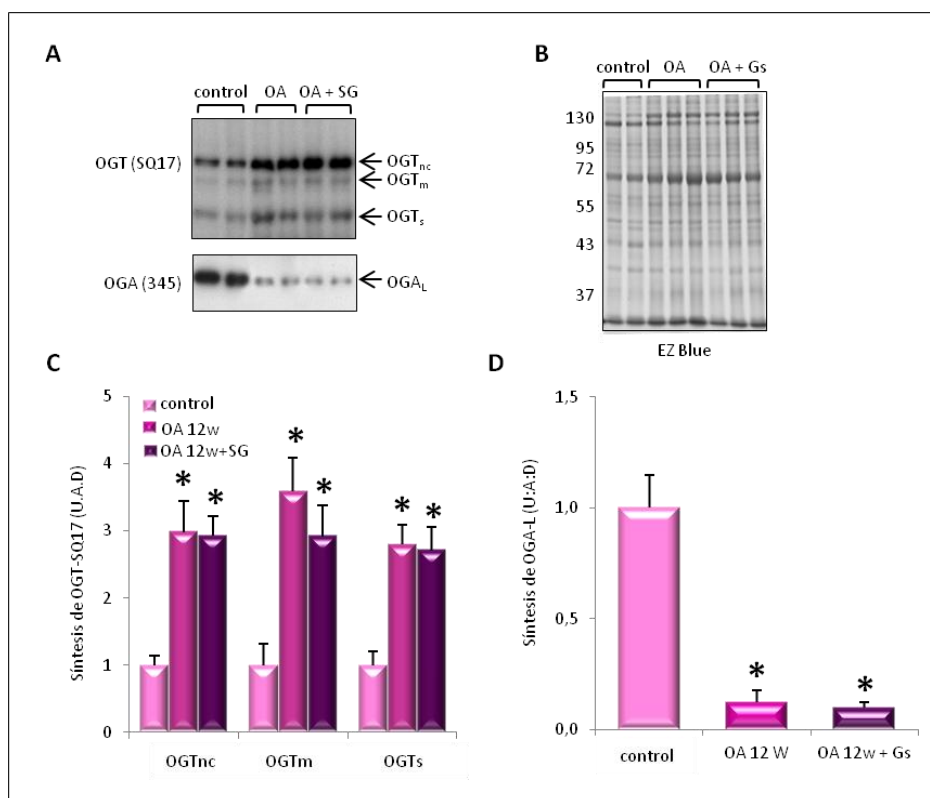 A
control OA OA + SG
OGT (SQ17)
OGTnc
OGTm
OGTs
OGA (345)
OGAL
B
control OA OA + Gs
130
95
72
55
43
37
EZ Blue
C
Síntesis de OGT-SQ17 (U.A.D)
5
4
3
2
1
0
control
OA 12w
OA 12w+SG
* * * * * *
OGTnc OGTm OGTs
D
Síntesis de OGA-L (U:A:D)
1,5
1,0
0,5
0,0
* *
control OA 12 W OA 12w + Gs